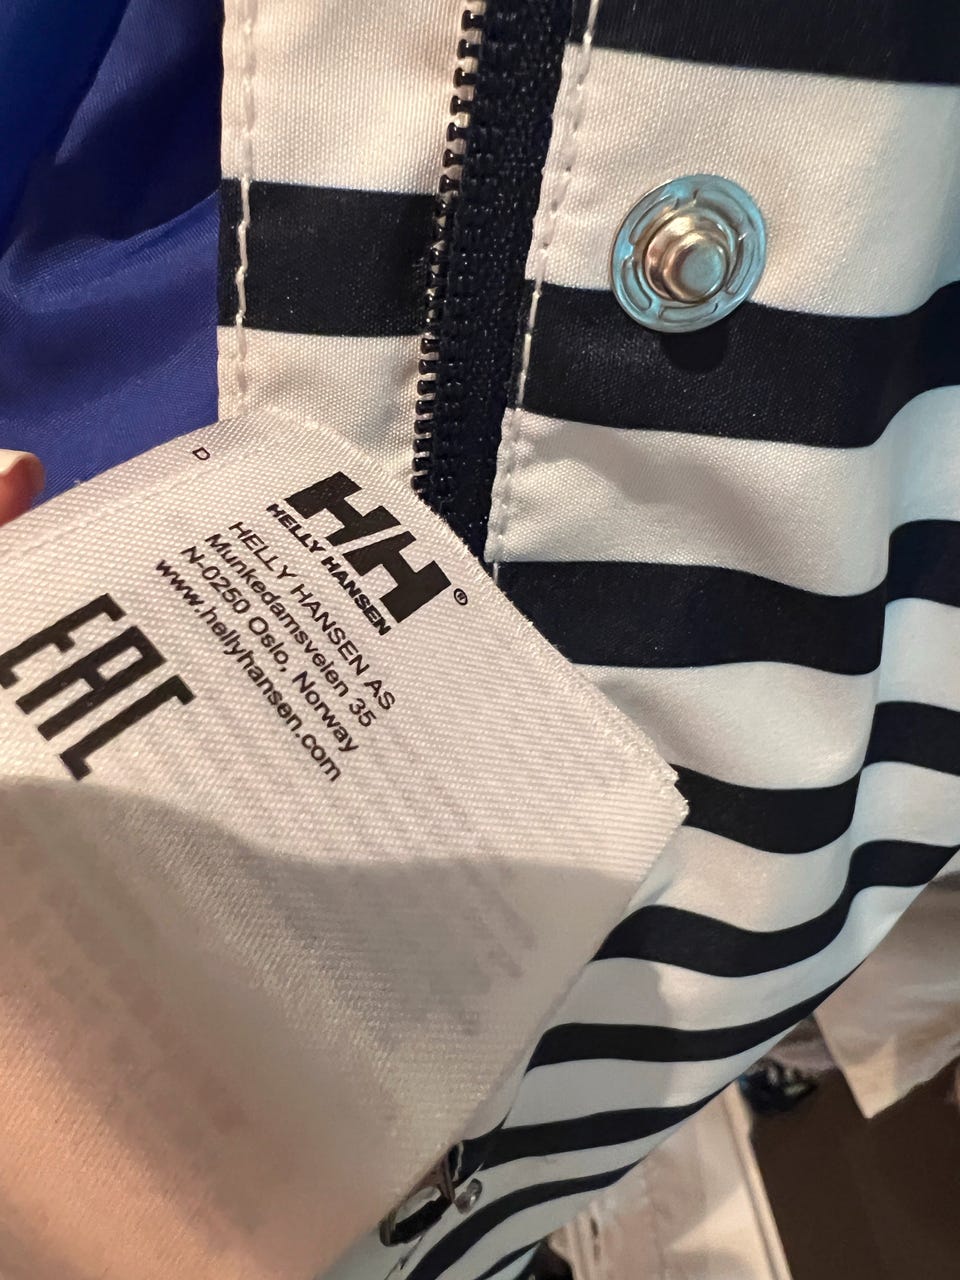 D
HH®
HELLY HANSEN
HELLY HANSEN AS
Munkedamsveien 35
N-0250 Oslo, Norway
www.hellyhansen.com
EAC